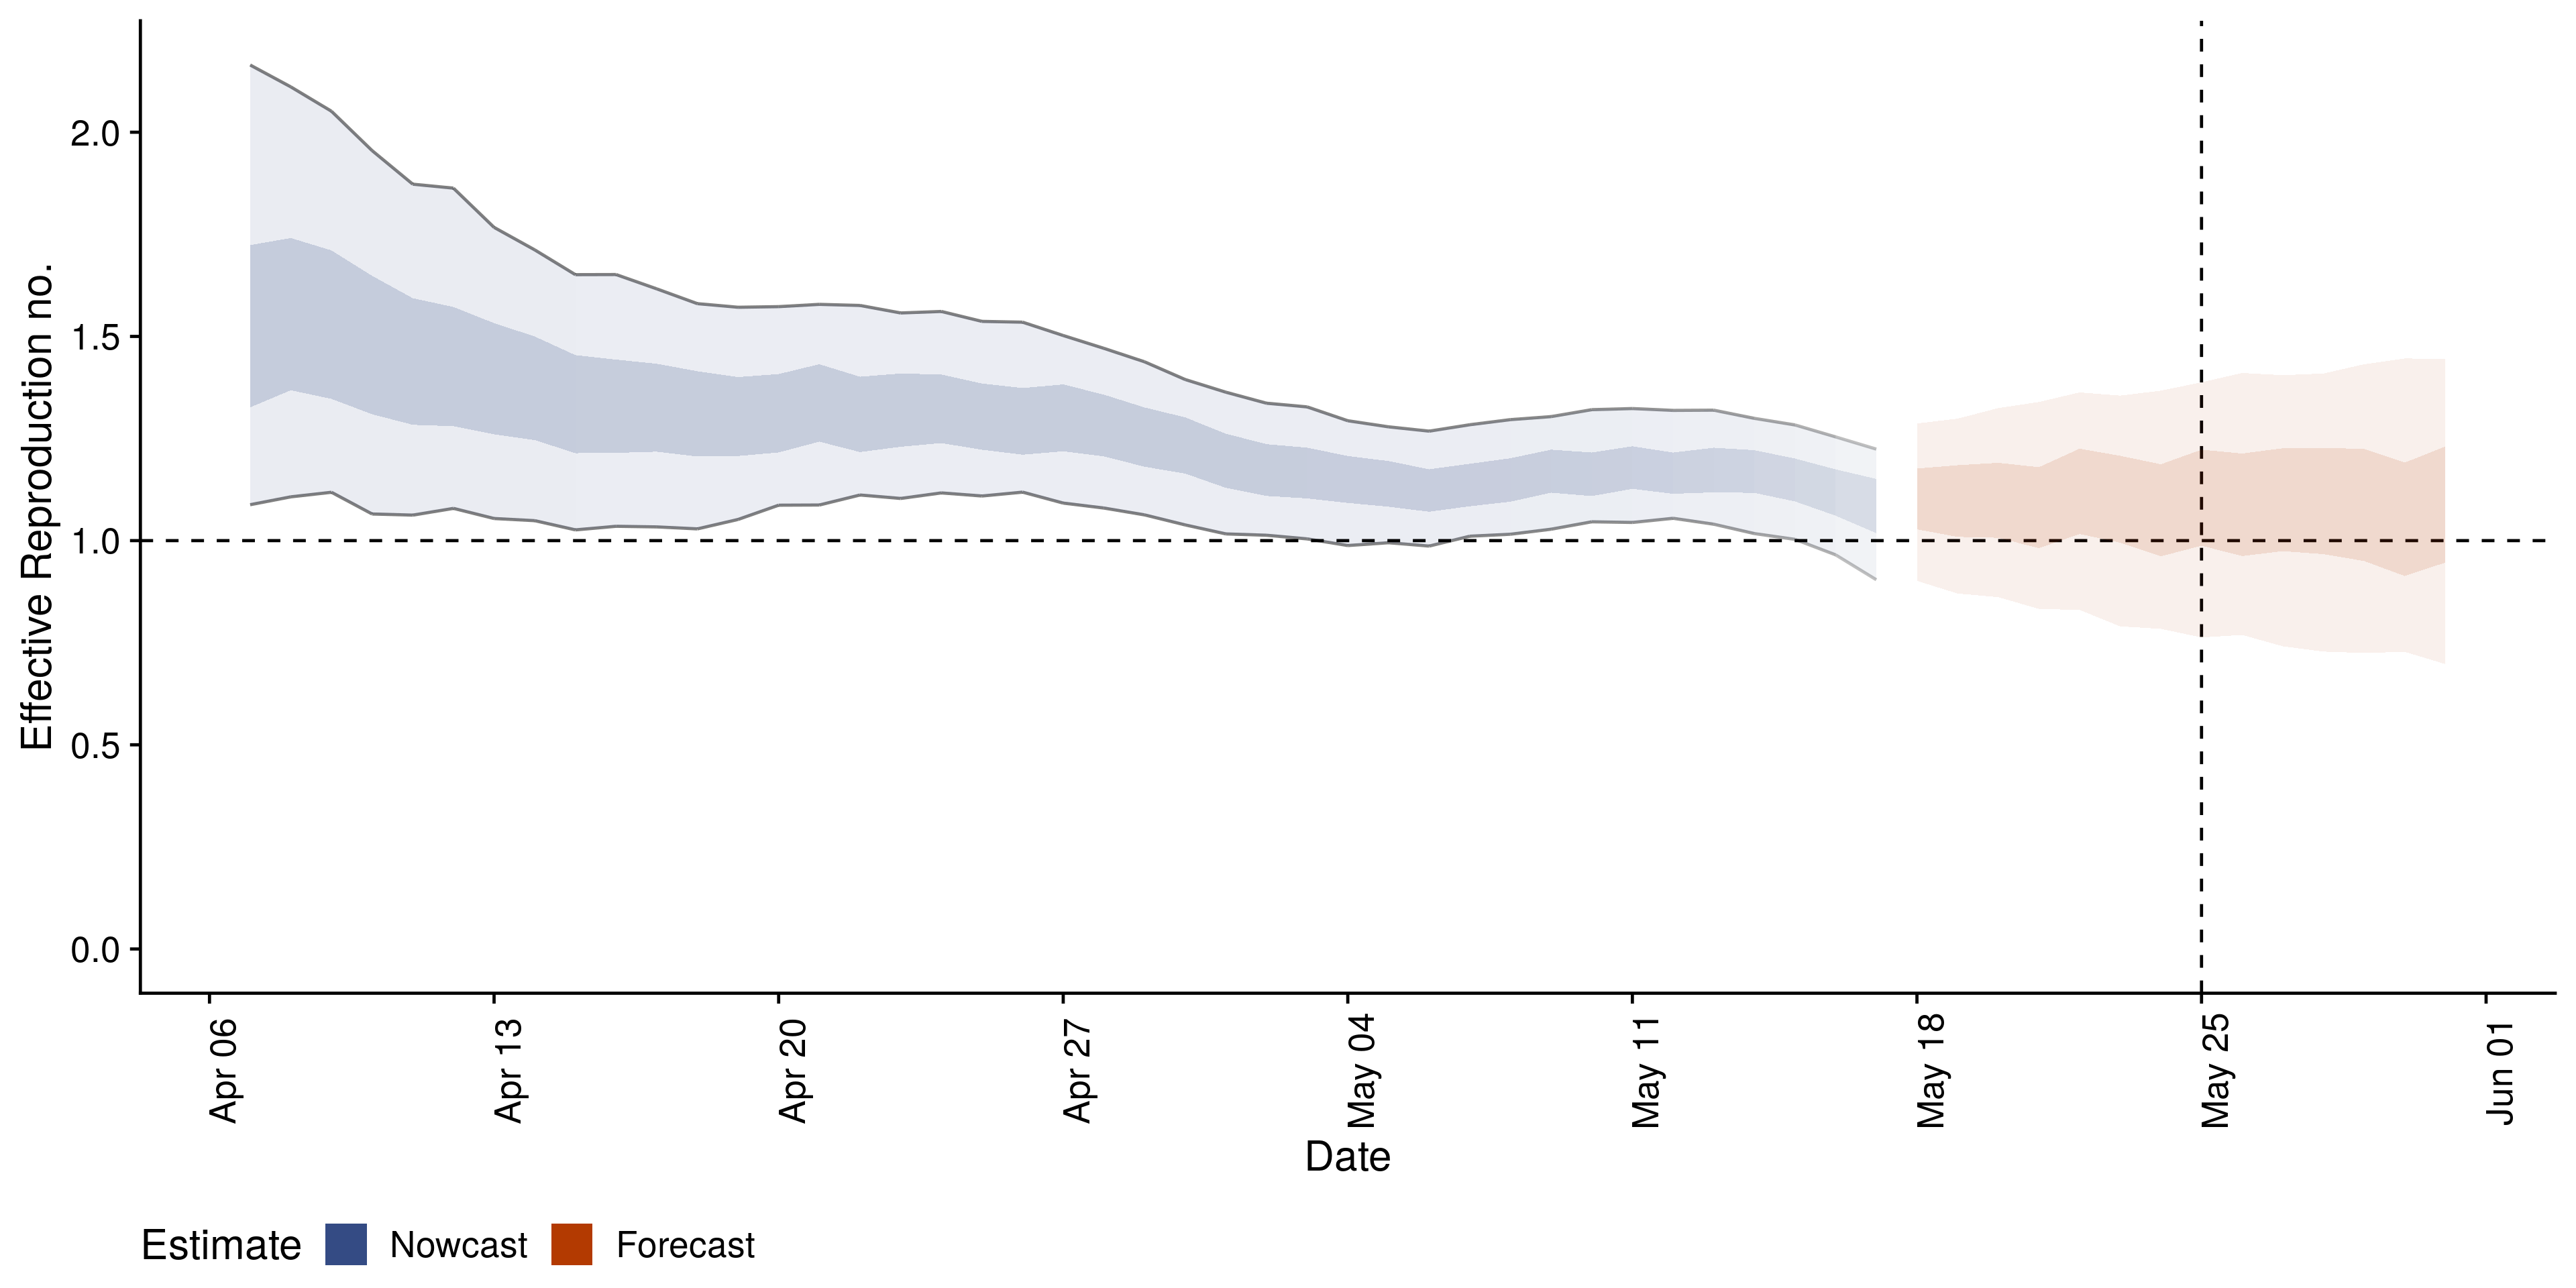 Effective Reproduction no.
2.0
1.5
1.0
0.5
0.0
Apr 06
Apr 13
Apr 20
Apr 27
May 04
May 11
May 18
May 25
Jun 01
Date
Estimate Nowcast Forecast